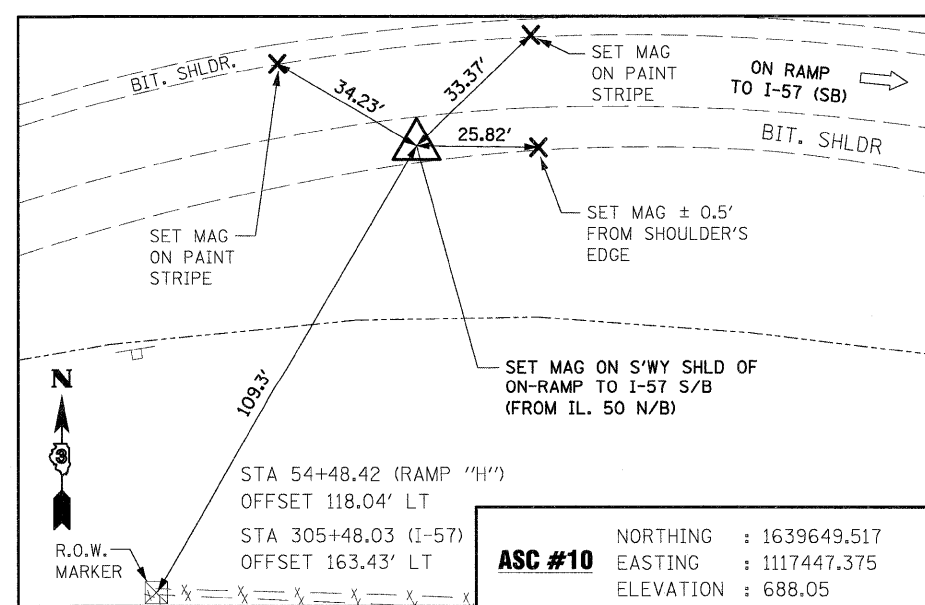 BIT. SHLDR.
34.23'
33.37'
SET MAG
ON PAINT
STRIPE
ON RAMP
TO I-57 (SB)
25.82'
BIT. SHLDR
SET MAG
ON PAINT
STRIPE
SET MAG ± 0.5'
FROM SHOULDER'S
EDGE
109.3'
SET MAG ON S'WY SHLD OF
ON-RAMP TO I-57 S/B
(FROM IL. 50 N/B)
N
3
STA 54+48.42 (RAMP "H")
OFFSET 118.04' LT
STA 305+48.03 (I-57)
OFFSET 163.43' LT
R.O.W.
MARKER
ASC #10
NORTHING : 1639649.517
EASTING : 1117447.375
ELEVATION : 688.05